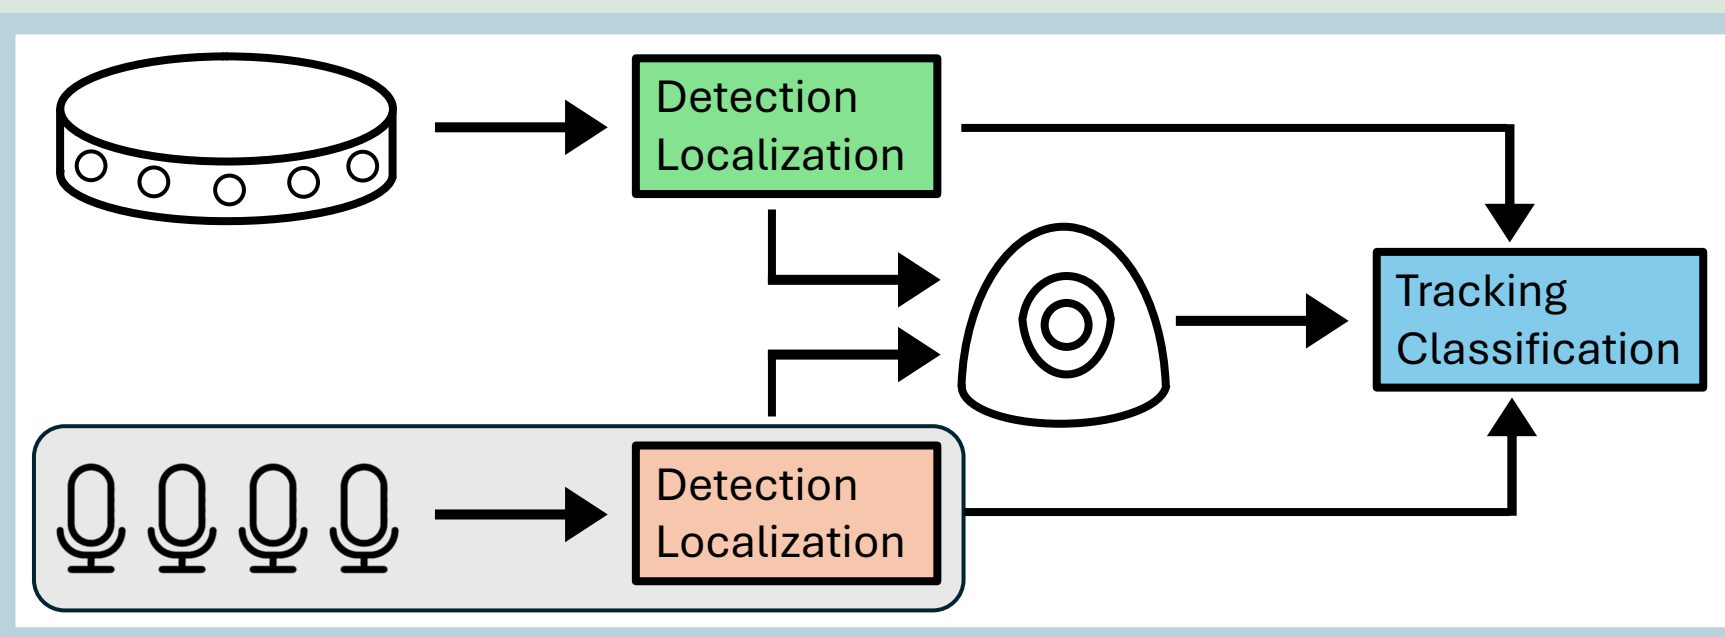 Detection
Localization
Tracking
Classification
Detection
Localization